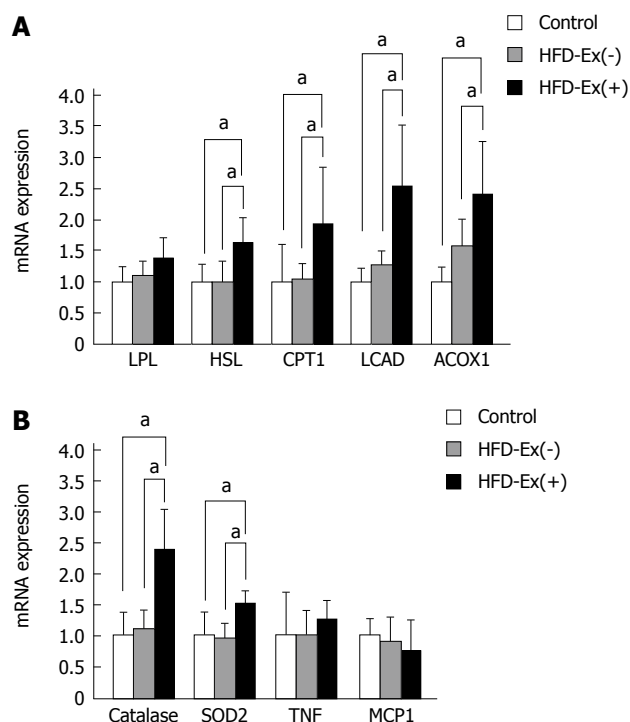 A
Control
HFD-Ex(-)
HFD-Ex(+)
a
a
a
a
a
a
a
a
mRNA expression
4.0
3.5
3.0
2.5
2.0
1.5
1.0
0.5
0
LPL HSL CPT1 LCAD ACOX1
B
Control
HFD-Ex(-)
HFD-Ex(+)
a
a
a
a
mRNA expression
4.0
3.5
3.0
2.5
2.0
1.5
1.0
0.5
0
Catalase SOD2 TNF MCP1